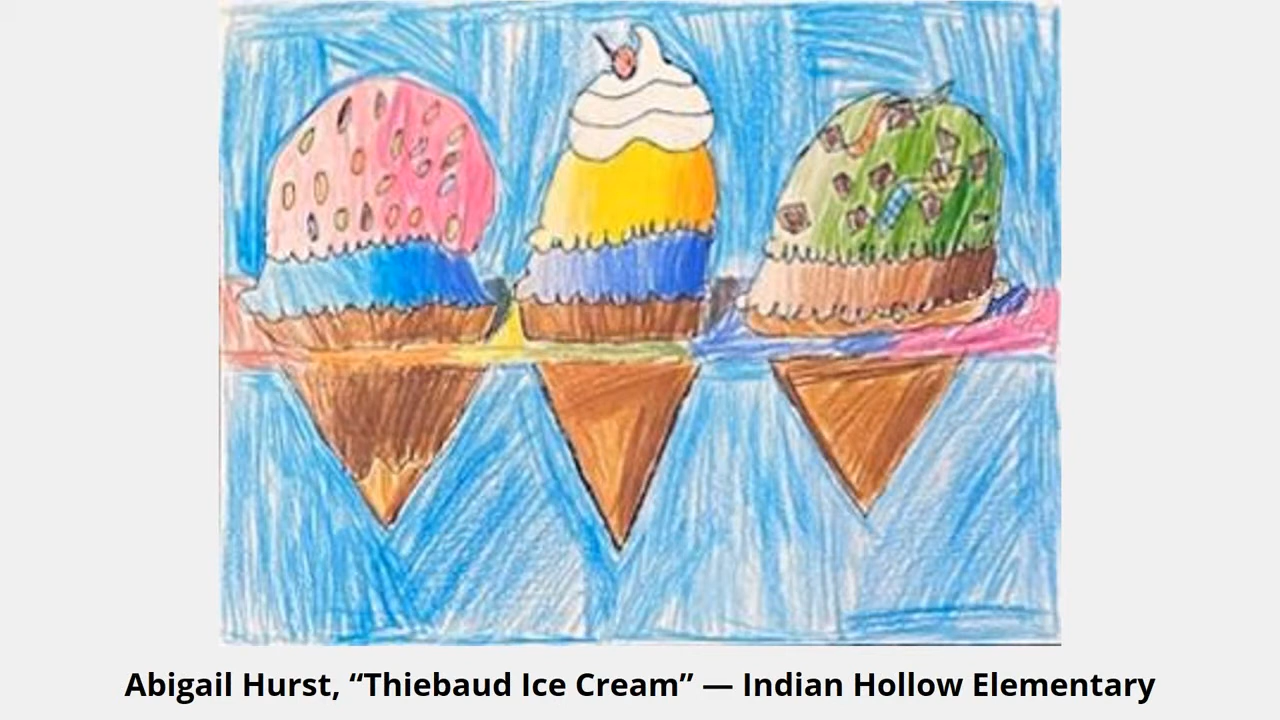 Abigail Hurst, “Thiebaud Ice Cream” — Indian Hollow Elementary